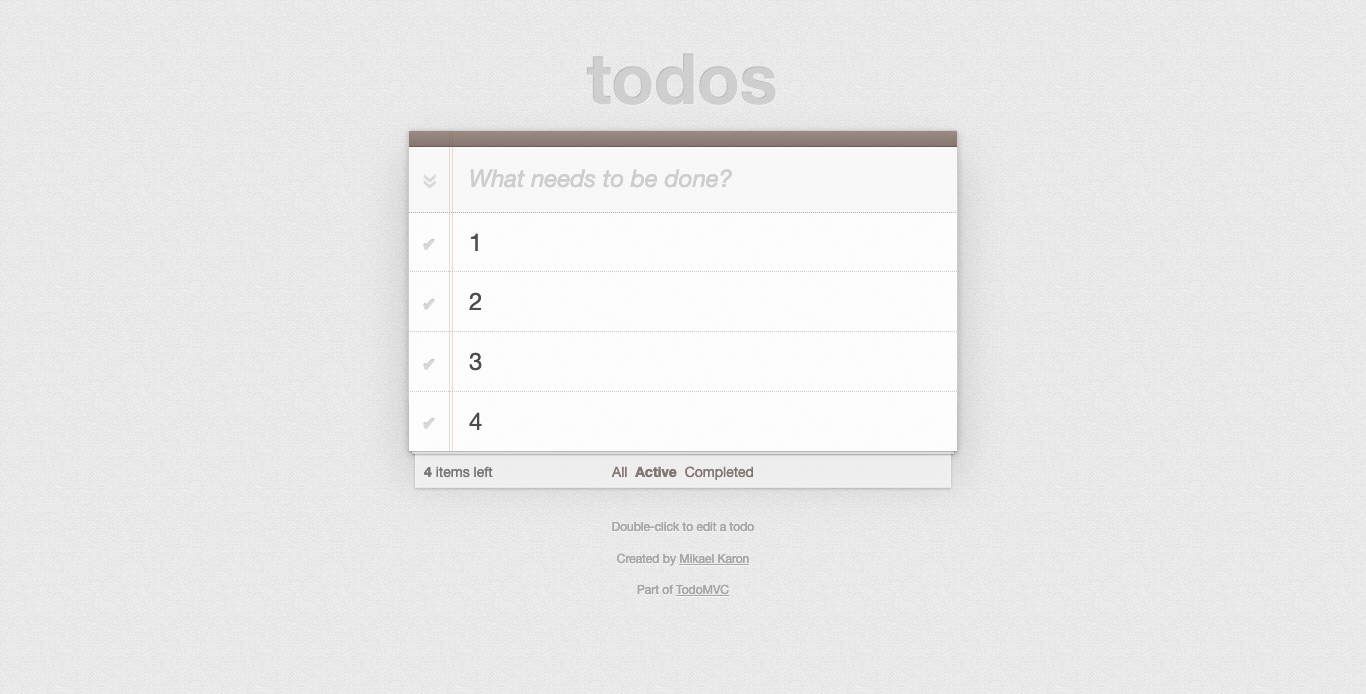 todos
What needs to be done?
1
2
3
4
4 items left All Active Completed
Double-click to edit a todo
Created by Mikael Karon
Part of TodoMVC